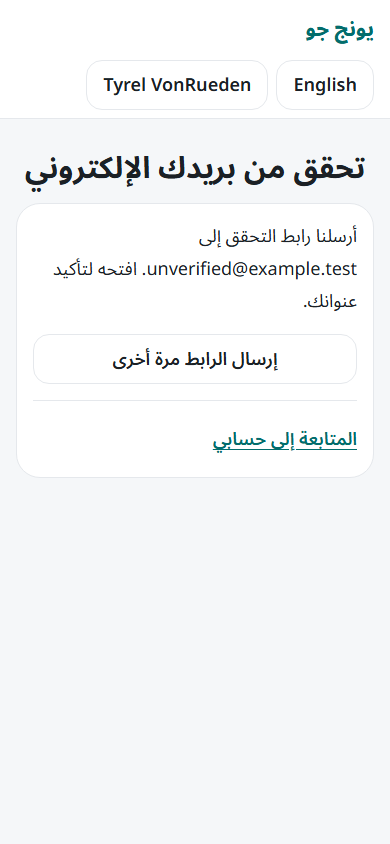 يونج جو
English
Tyrel VonRueden
تحقق من بريدك الإلكتروني
أرسلنا رابط التحقق إلى
unverified@example.test. افتحه لتأكيد
عنوانك.
إرسال الرابط مرة أخرى
المتابعة إلى حسابي